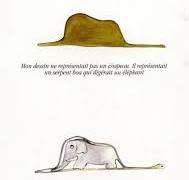 Mon dessin ne représentait pas un chapeau. Il représentait
un serpent boa qui digérait un éléphant